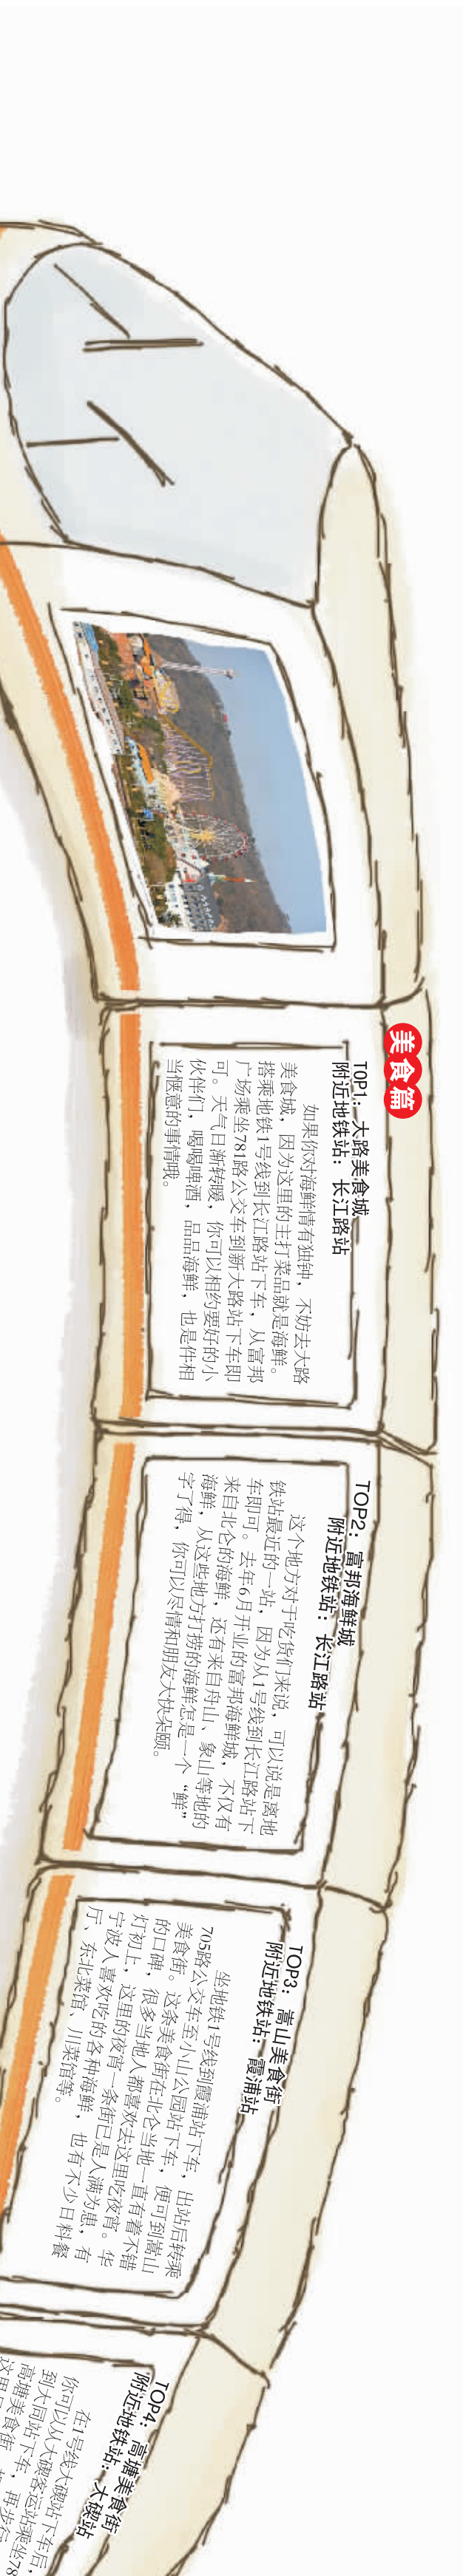 美食篇
TOP1：大路美食城
附近地铁站：长江路站
如果你对海鲜情有独钟，不妨去大路
美食城，因为这里的主打菜品就是海鲜。
搭乘地铁1号线到长江路站下车，从富邦
广场乘坐781路公交车到新大路站下车即
可。天气日渐转暖，你可以相约要好的小
伙伴们，喝喝啤酒，品品海鲜，也是件相
当惬意的事情哦。
TOP2：富邦海鲜城
附近地铁站：长江路站
这个地方对于吃货们来说，可以说是离地
铁站最近的一站，因为从1号线到长江路站下
车即可。去年6月开业的富邦海鲜城，不仅有
来自北仑的海鲜，还有来自舟山、象山等地的
海鲜，从这些地方打捞的海鲜怎是一个“鲜”
字了得，你可以尽情和朋友大快朵颐。
TOP3：嵩山美食街
附近地铁站：霞浦站
坐地铁1号线到霞浦站下车，出站后转乘
705路公交车至小山公园站下车，便可到嵩山
美食街。这条美食街在北仑当地一直有着不错
的口碑，很多当地人都喜欢去这里吃夜宵。华
灯初上，这里的夜宵一条街已是人满为患，有
宁波人喜欢吃的各种海鲜，也有不少日料餐
厅、东北菜馆、川菜馆等。
TOP4：高塘美食街
附近地铁站：大碶站
在1号线大碶站下车后，
你可以从大碶客运站乘坐78
到大同站下车，再步行
高塘美食街
这里